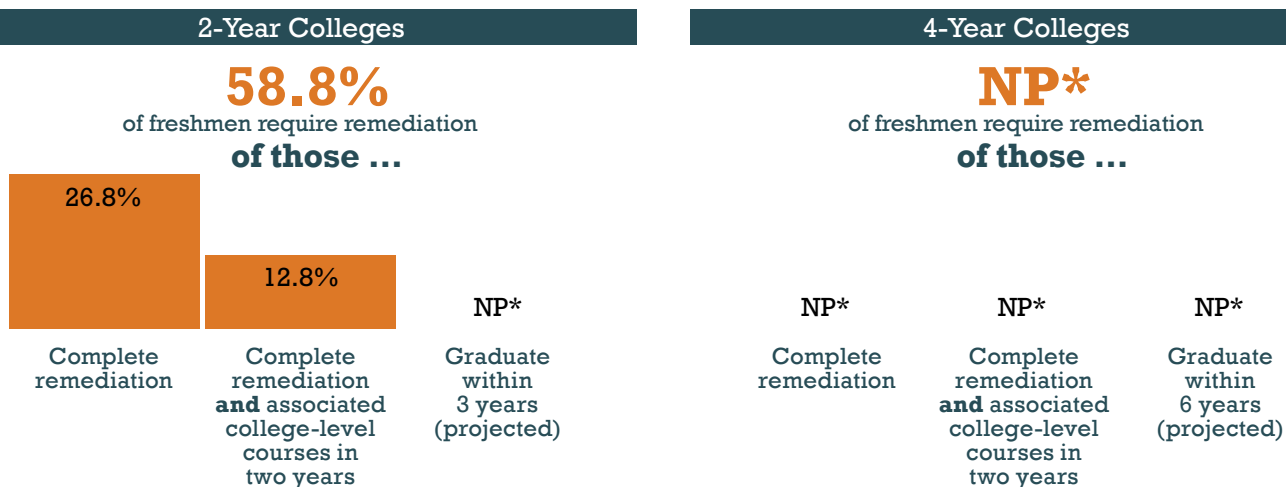 2-Year Colleges
58.8%
of freshmen require remediation
of those ...
26.8%
12.8%
NP*
Complete
remediation
Complete
remediation
and associated
college-level
courses in
two years
Graduate
within
3 years
(projected)
4-Year Colleges
NP*
of freshmen require remediation
of those ...
NP*
NP*
NP*
Complete
remediation
Complete
remediation
and associated
college-level
courses in
two years
Graduate
within
6 years
(projected)